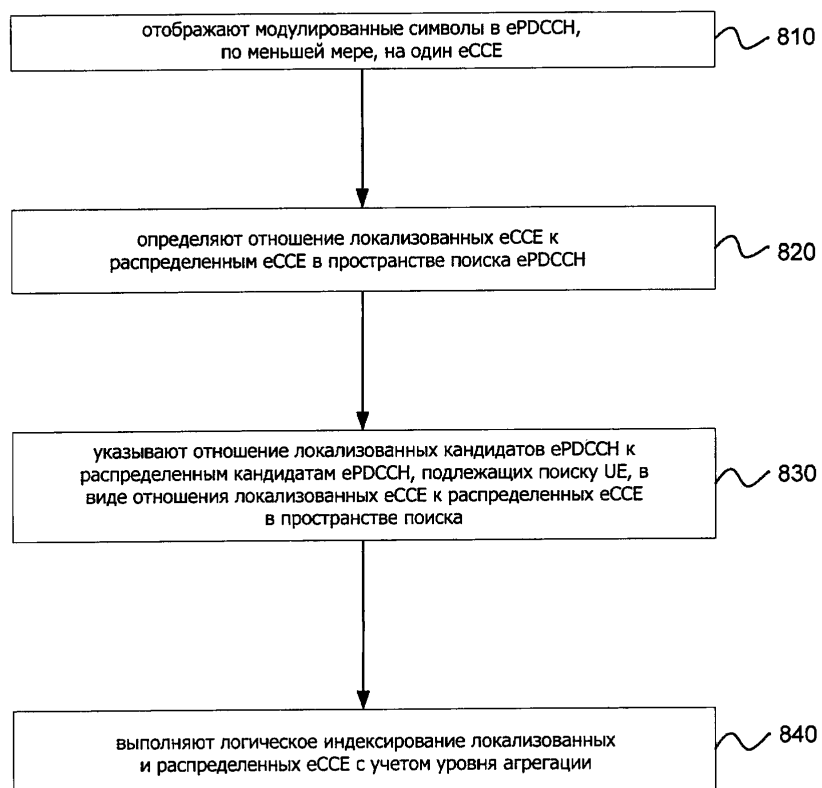 отображают модулированные символы в ePDCCH,
по меньшей мере, на один eCCE
810
определяют отношение локализованных eCCE к
распределенным eCCE в пространстве поиска ePDCCH
820
указывают отношение локализованных кандидатов ePDCCH к
распределенным кандидатам ePDCCH, подлежащих поиску UE, в
виде отношения локализованных eCCE к распределенных eCCE
в пространстве поиска
830
выполняют логическое индексирование локализованных
и распределенных eCCE с учетом уровня агрегации
840